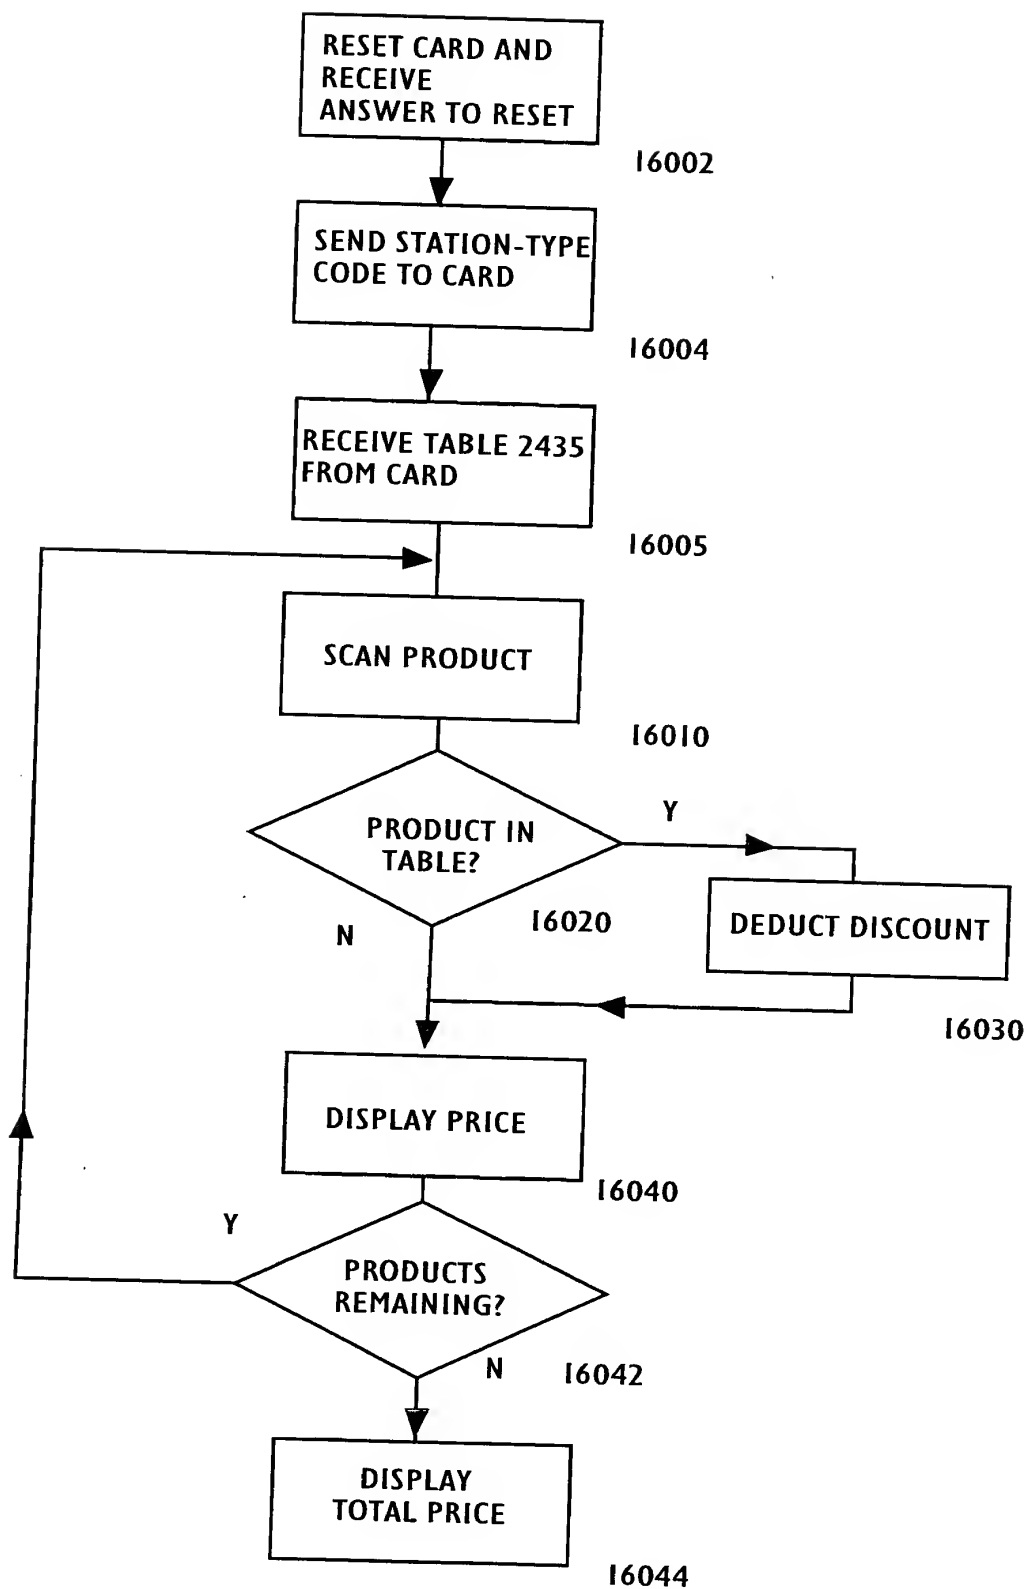 RESET CARD AND
RECEIVE
ANSWER TO RESET
16002
SEND STATION-TYPE
CODE TO CARD
16004
RECEIVE TABLE 2435
FROM CARD
16005
SCAN PRODUCT
16010
PRODUCT IN
TABLE?
Y
16020
N
DEDUCT DISCOUNT
16030
DISPLAY PRICE
16040
Y
PRODUCTS
REMAINING?
N
16042
DISPLAY
TOTAL PRICE
16044